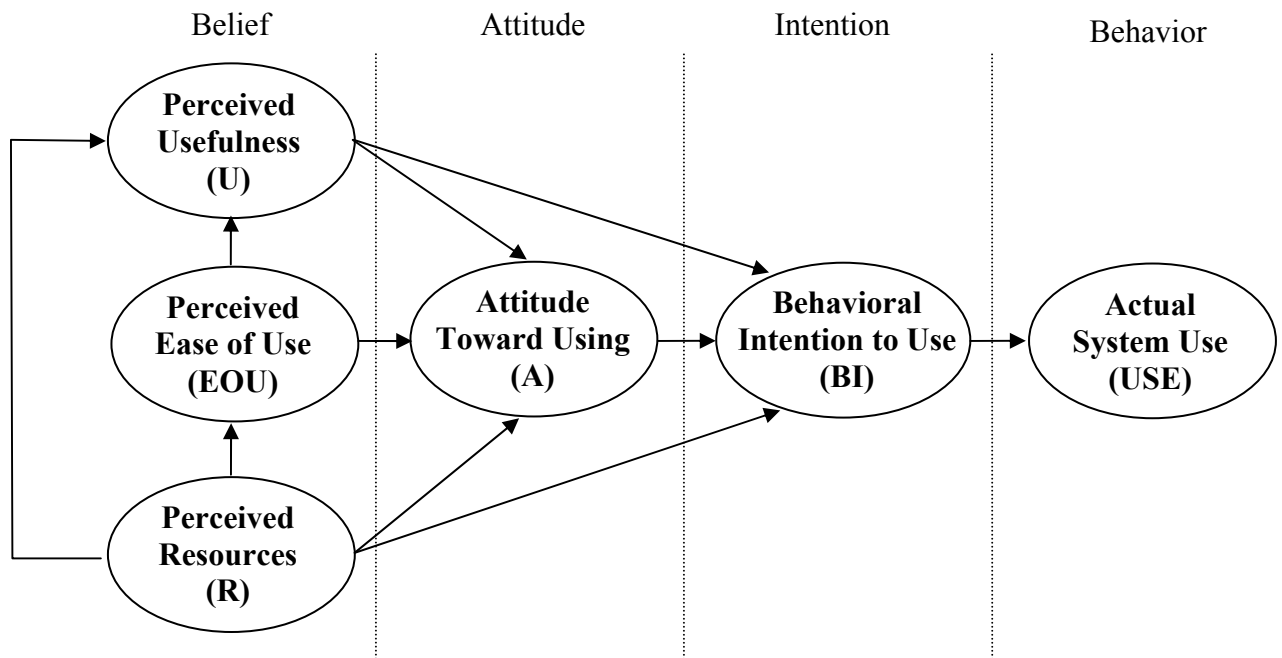 Belief
Attitude
Intention
Behavior
Perceived
Usefulness
(U)
Perceived
Ease of Use
(EOU)
Attitude
Toward Using
(A)
Behavioral
Intention to Use
(BI)
Actual
System Use
(USE)
Perceived
Resources
(R)